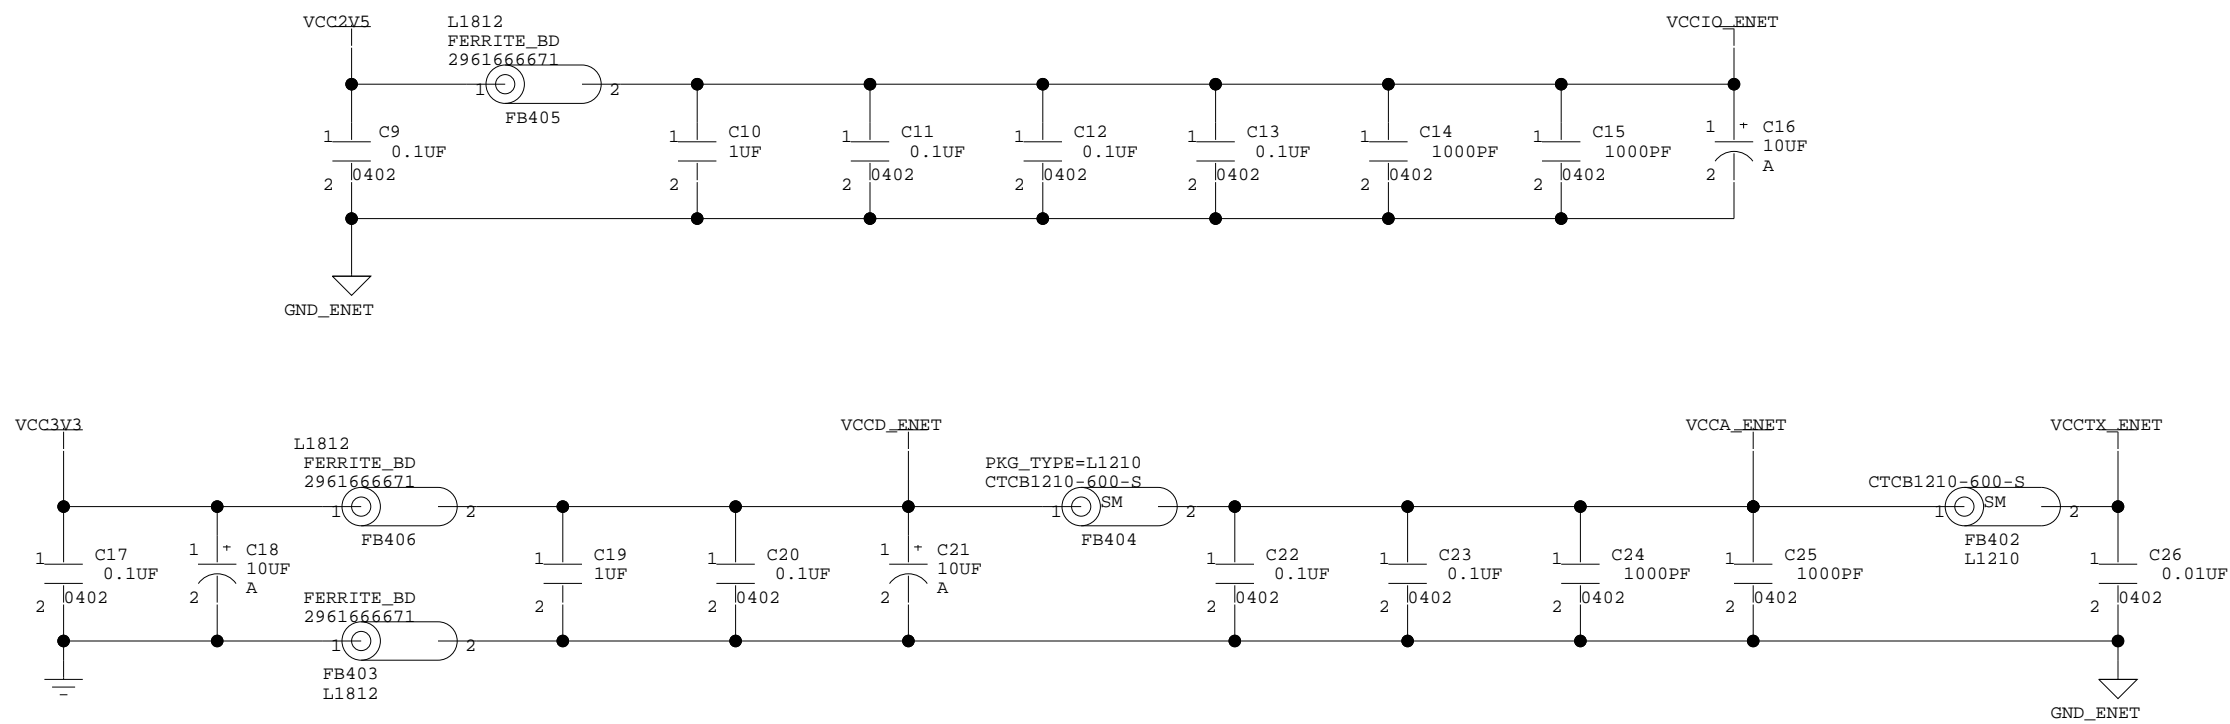 VCC2V5
L1812
FERRITE_BD
2961666671
VCCIO_ENET
1
2
FB405
1
C9
0.1UF
2
0402
1
C10
1UF
2
1
C11
0.1UF
2
0402
1
C12
0.1UF
2
0402
1
C13
0.1UF
2
0402
1
C14
1000PF
2
0402
1
C15
1000PF
2
0402
1
+
C16
10UF
A
2
GND_ENET
VCC3V3
L1812
FERRITE_BD
2961666671
VCCD_ENET
PKG_TYPE=L1210
CTCB1210-600-S
VCCA_ENET
CTCB1210-600-S
VCCTX_ENET
1
2
FB406
1
SM
2
FB404
1
SM
2
FB402
L1210
1
C17
0.1UF
2
0402
1
+
C18
10UF
A
2
FERRITE_BD
2961666671
1
2
FB403
L1812
1
C19
1UF
2
1
C20
0.1UF
2
0402
1
+
C21
10UF
A
2
1
C22
0.1UF
2
0402
1
C23
0.1UF
2
0402
1
C24
1000PF
2
0402
1
C25
1000PF
2
0402
1
C26
0.01UF
2
0402
GND_ENET